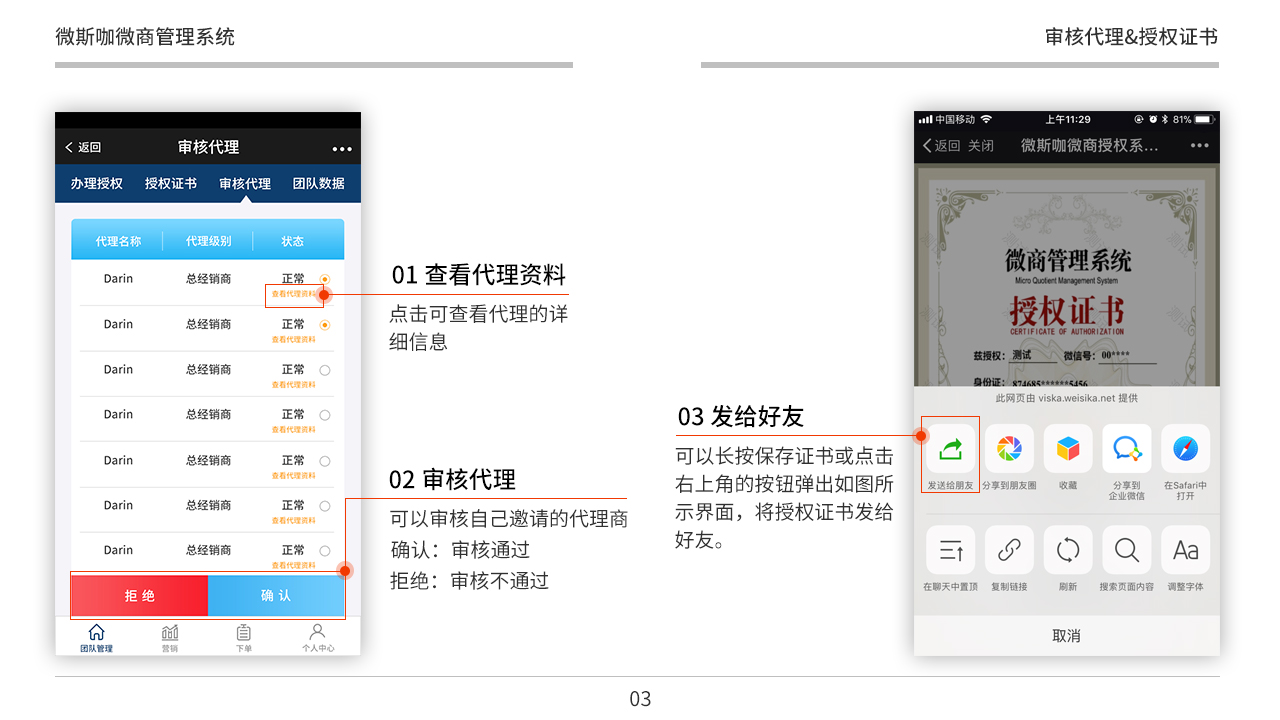 微斯咖微商管理系统
审核代理&授权证书
返回
审核代理
办理授权 授权证书 审核代理 团队数据
代理名称 代理级别 状态
Darin 总经销商 正常
查看代理资料
Darin 总经销商 正常
查看代理资料
Darin 总经销商 正常
查看代理资料
Darin 总经销商 正常
查看代理资料
Darin 总经销商 正常
查看代理资料
Darin 总经销商 正常
查看代理资料
Darin 总经销商 正常
查看代理资料
拒绝 确认
团队管理 营销 下单 个人中心
01 查看代理资料
点击可查看代理的详
细信息
02 审核代理
可以审核自己邀请的代理商
确认：审核通过
拒绝：审核不通过
03 发给好友
可以长按保存证书或点击
右上角的按钮弹出如图所
示界面，将授权证书发给
好友。
中国移动 上午11:29 81%
返回 关闭 微斯咖微商授权系...
微商管理系统
Micro Quotient Management System
授权证书
CERTIFICATE OF AUTHORIZATION
兹授权：测试 微信号：00****
身份证：874685******5456
此网页由 viska.weisika.net 提供
发送给朋友 分享到朋友圈 收藏 分享到 在Safari中
企业微信 打开
Aa
在聊天中置顶 复制链接 刷新 搜索页面内容 调整字体
取消
03